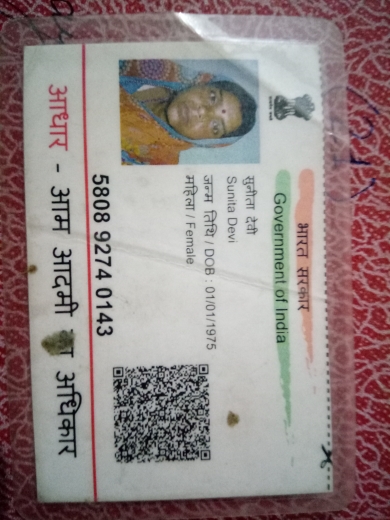 भारत सरकार
Government of India
सुनीता देवी
Sunita Devi
जन्म तिथि / DOB : 01/01/1975
महिला / Female
5808 9274 0143
आधार - आम आदमी अधिकार